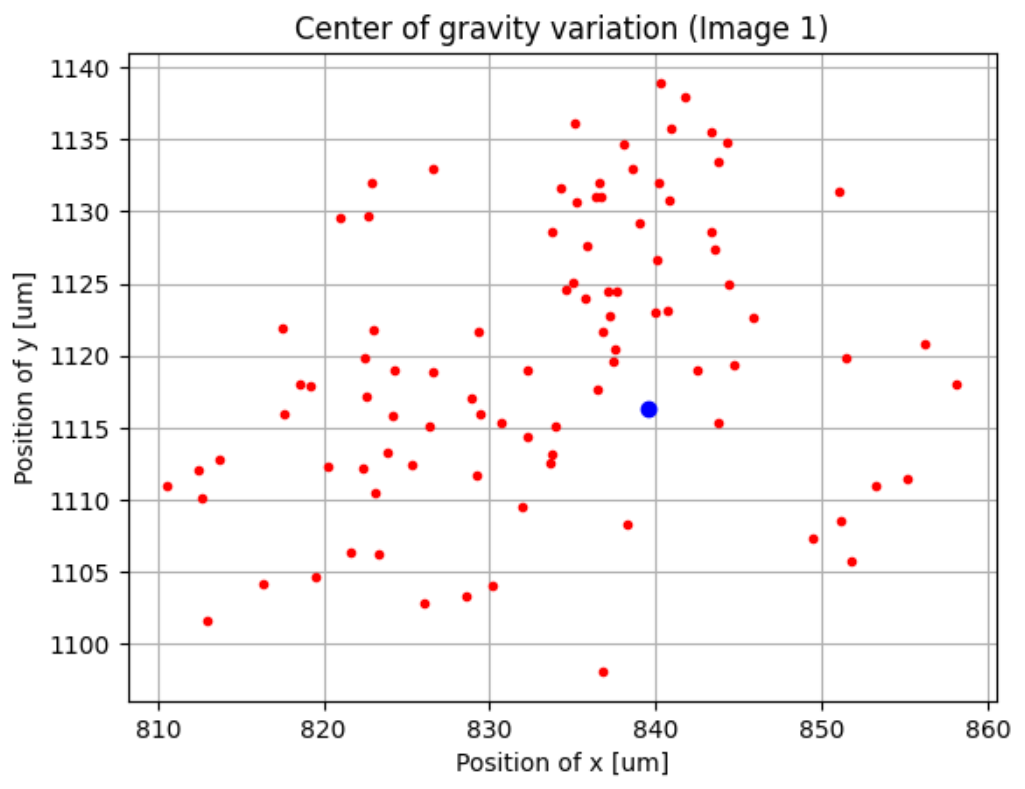 Center of gravity variation (Image 1)
Position of y [um]
1140
1135
1130
1125
1120
1115
1110
1105
1100
810 820 830 840 850 860
Position of x [um]